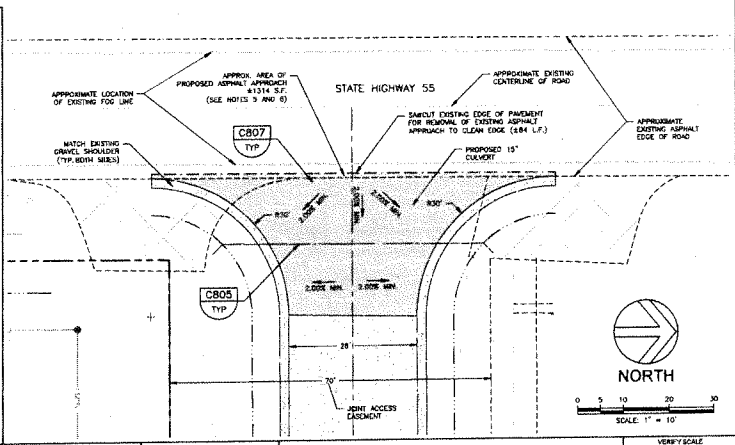 APPROXIMATE LOCATION
OF EXISTING FOG LINE
APPROX. AREA OF
PROPOSED ASPHALT APPROACH
±1314 S.F.
(SEE NOTES 5 AND 6)
STATE HIGHWAY 55
APPROXIMATE EXISTING
CENTERLINE OF ROAD
SAWCUT EXISTING EDGE OF PAVEMENT
FOR REMOVAL OF EXISTING ASPHALT
APPROACH TO CLEAN EDGE (±84 L.F.)
APPROXIMATE
EXISTING ASPHALT
EDGE OF ROAD
MATCH EXISTING
GRAVEL SHOULDER
(TYP. BOTH SIDES)
C807
TYP
PROPOSED 15"
CULVERT
R30'
2.00% MIN.
2.00% MIN.
2.00% MIN.
R30'
C805
TYP
2.00% MIN.
2.00% MIN.
28'
70'
JOINT ACCESS
EASEMENT
NORTH
0 5 10 20 30
SCALE: 1" = 10'
VERIFY SCALE